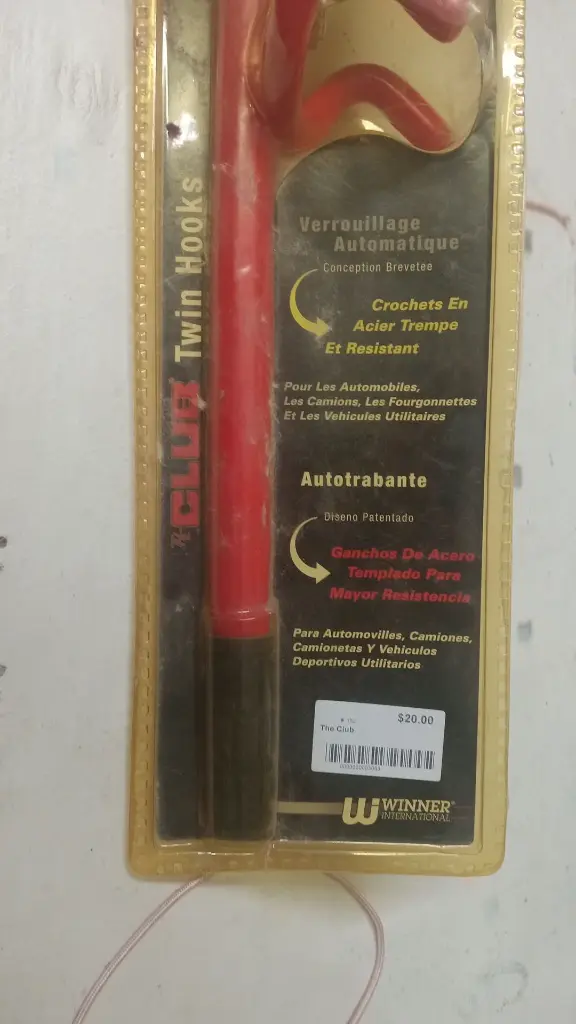 The CLUB Twin Hooks
Verrouillage
Automatique
Conception Brevetee
Crochets En
Acier Trempe
Et Resistant
Pour Les Automobiles,
Les Camions, Les Fourgonnettes
Et Les Vehicules Utilitaires
Autotrabante
Diseno Patentado
Ganchos De Acero
Templado Para
Mayor Resistencia
Para Automovilles, Camiones,
Camionetas Y Vehiculos
Deportivos Utilitarios
$20.00
The Club
WINNER®
INTERNATIONAL